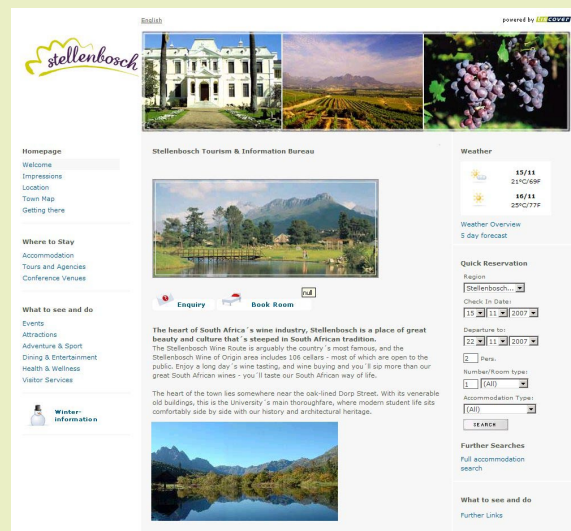 English
powered by
stellenbosch
Homepage
Welcome
Impressions
Location
Town Map
Getting there
Where to Stay
Accommodation
Tours and Agencies
Conference Venues
What to see and do
Events
Attractions
Adventure & Sport
Dining & Entertainment
Health & Wellness
Visitor Services
Winter-
information
Stellenbosch Tourism & Information Bureau
null
Enquiry
Book Room
The heart of South Africa´s wine industry, Stellenbosch is a place of great
beauty and culture that´s steeped in South African tradition.
The Stellenbosch Wine Route is arguably the country´s most famous, and the
Stellenbosch Wine of Origin area includes 106 cellars - most of which are open to the
public. Enjoy a long day´s wine tasting, and wine buying and you´ll sip more than our
great South African wines - you´ll taste our South African way of life.
The heart of the town lies somewhere near the oak-lined Dorp Street. With its venerable
old buildings, this is the University´s main thoroughfare, where modern student life sits
comfortably side by side with our history and architectural heritage.
Weather
15/11
21°C/69F
16/11
25°C/77F
Weather Overview
5 day forecast
Quick Reservation
Region
Stellenbosch...
Check In Date:
15 11 2007
Departure to:
22 11 2007
2 Pers.
Number/Room type:
1 (All)
Accommodation Type:
(All)
SEARCH
Further Searches
Full accommodation
search
What to see and do
Further Links